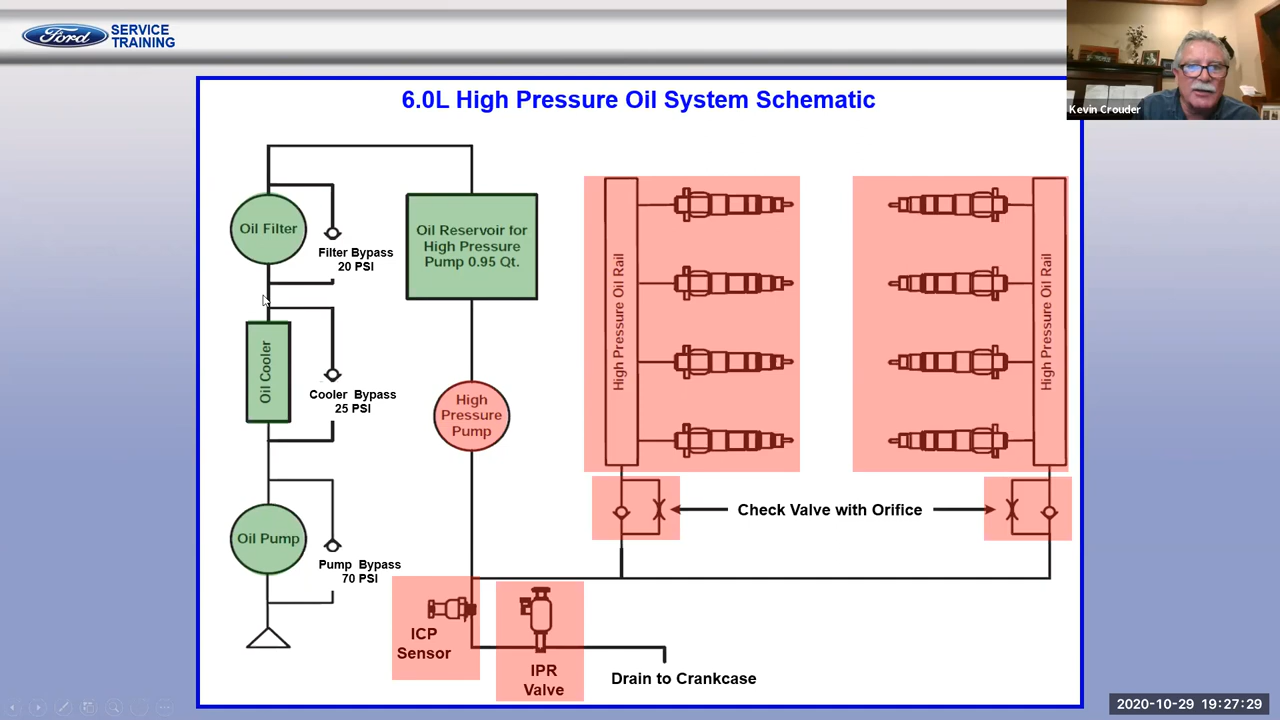 Ford
SERVICE
TRAINING
Kevin Crouder
6.0L High Pressure Oil System Schematic
Oil Filter
Filter Bypass
20 PSI
Oil Cooler
Cooler Bypass
25 PSI
Oil Pump
Pump Bypass
70 PSI
Oil Reservoir for
High Pressure
Pump 0.95 Qt.
High
Pressure
Pump
ICP
Sensor
IPR
Valve
Drain to Crankcase
High Pressure Oil Rail
High Pressure Oil Rail
Check Valve with Orifice
2020-10-29 19:27:29